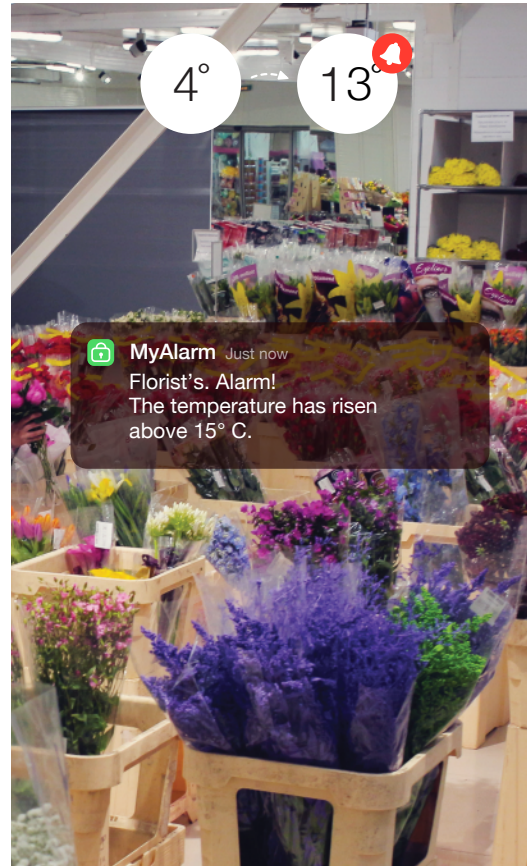 4°
13°
MyAlarm Just now
Florist's. Alarm!
The temperature has risen
above 15° C.